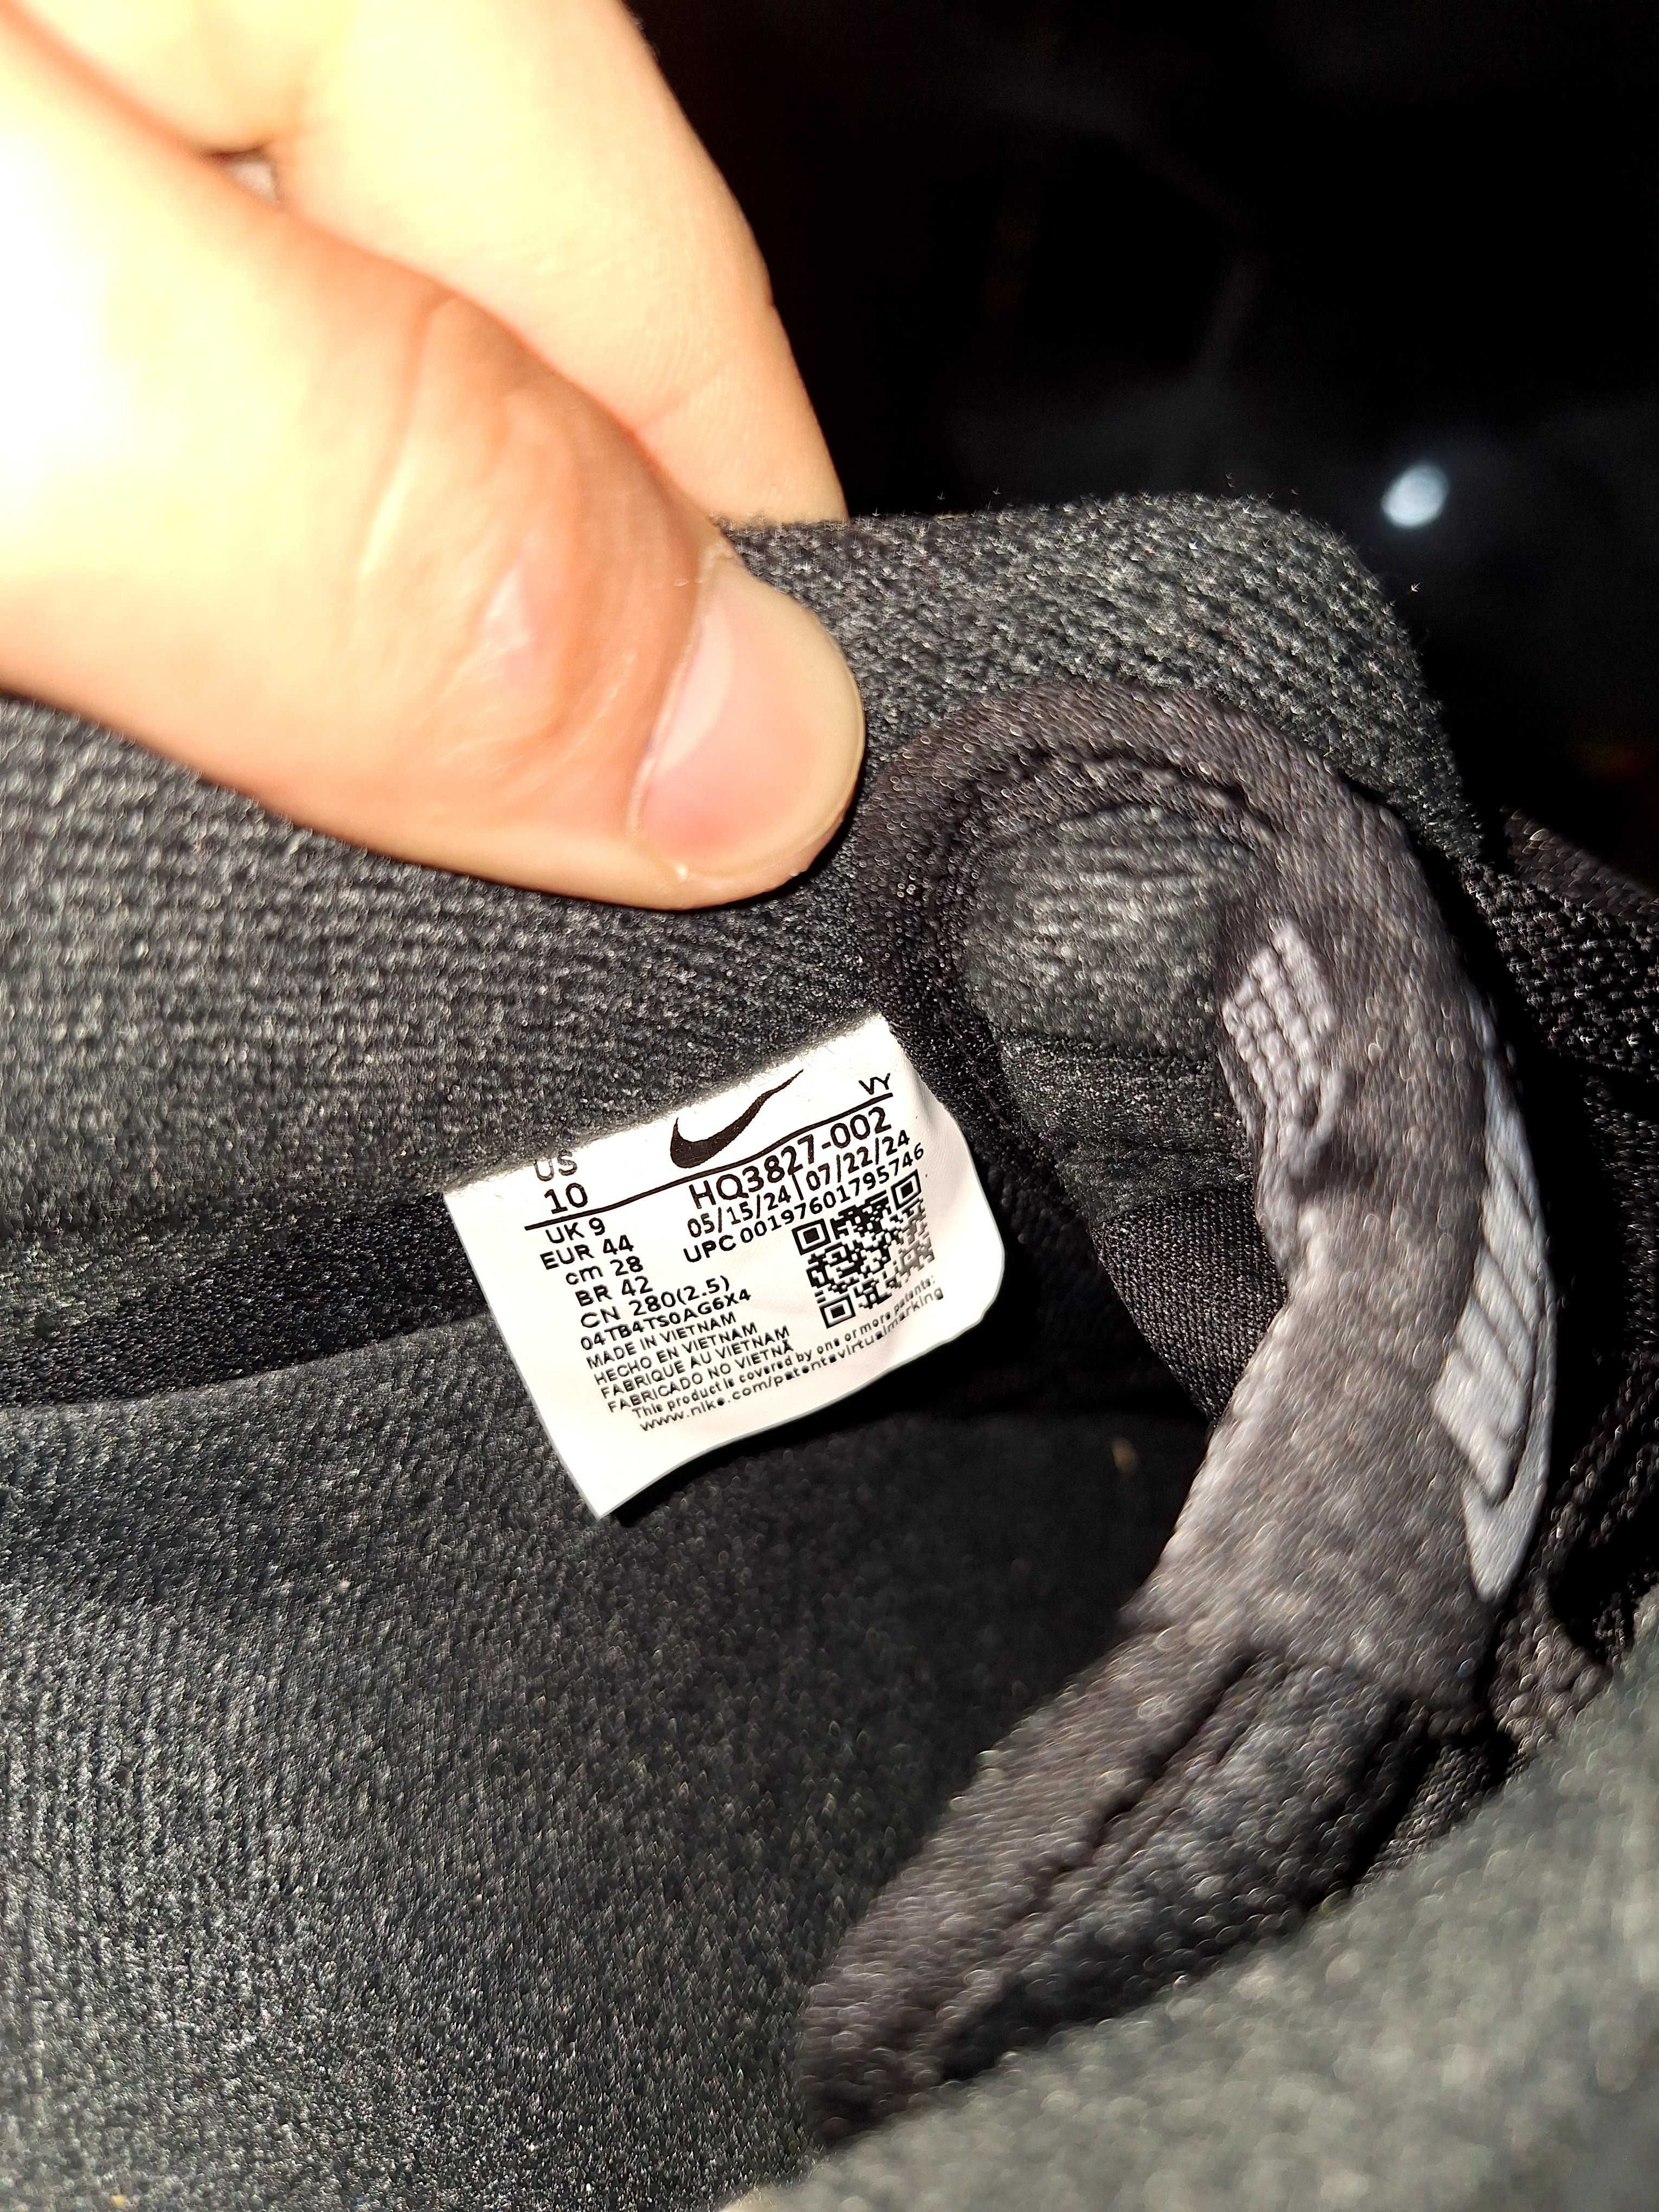 VY
US
10
HQ3827-002
05/15/24|07/22/24
UPC 00197601795746
UK 9
EUR 44
cm 28
BR 42
CN 280(2.5)
04TB4TS0AG6X4
MADE IN VIETNAM
HECHO EN VIETNAM
FABRIQUE AU VIETNAM
FABRICADO NO VIETNÃ
This product is covered by one or more patents:
www.nike.com/patentsvirtualmarking